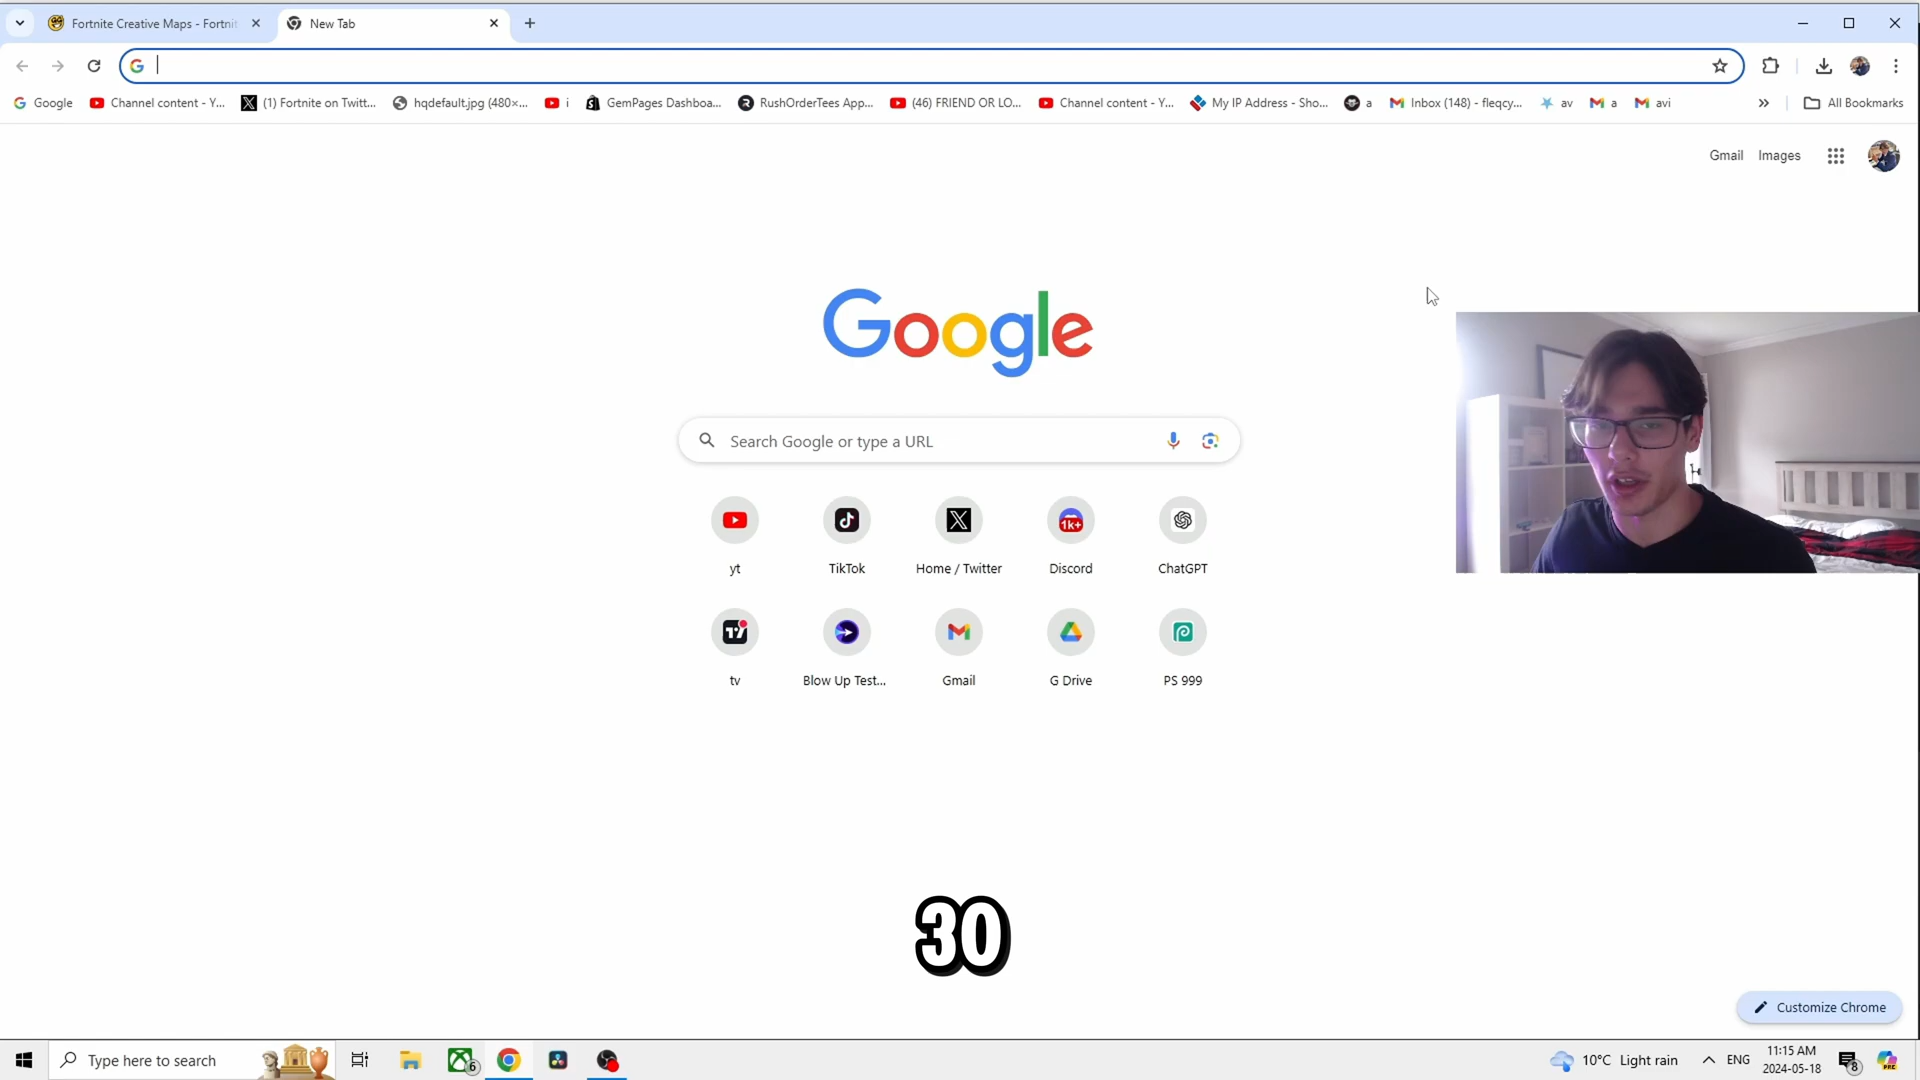 Fortnite Creative Maps - Fortnit
New Tab
Google
Channel content - Y...
(1) Fortnite on Twitt...
hqdefault.jpg (480×...
i
GemPages Dashboa...
RushOrderTees App...
(46) FRIEND OR LO...
Channel content - Y...
My IP Address - Sho...
a
Inbox (148) - fleqcy...
av
a
avi
All Bookmarks
Gmail
Images
Google
Search Google or type a URL
1K+
yt
TikTok
Home / Twitter
Discord
ChatGPT
tv
Blow Up Test...
Gmail
G Drive
PS 999
30
Customize Chrome
Type here to search
6
10°C Light rain
ENG
11:15 AM
2024-05-18
8
PRE